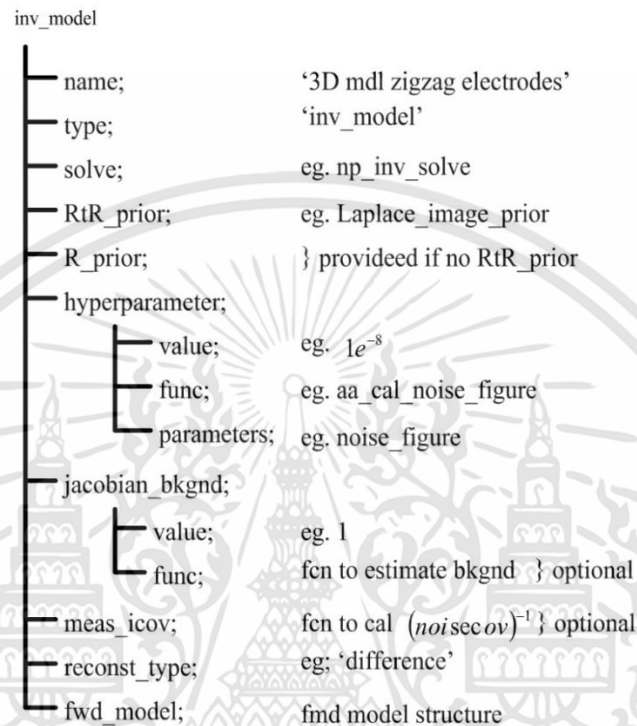 inv_model
name; ‘3D mdl zigzag electrodes’
type; ‘inv_model’
solve; eg. np_inv_solve
RtR_prior; eg. Laplace_image_prior
R_prior; } provideed if no RtR_prior
hyperparameter;
value; eg. 1e⁻⁸
func; eg. aa_cal_noise_figure
parameters; eg. noise_figure
jacobian_bkgnd;
value; eg. 1
func; fcn to estimate bkgnd } optional
meas_icov; fcn to cal (noisecov)⁻¹ } optional
reconst_type; eg; ‘difference’
fwd_model; fmd model structure